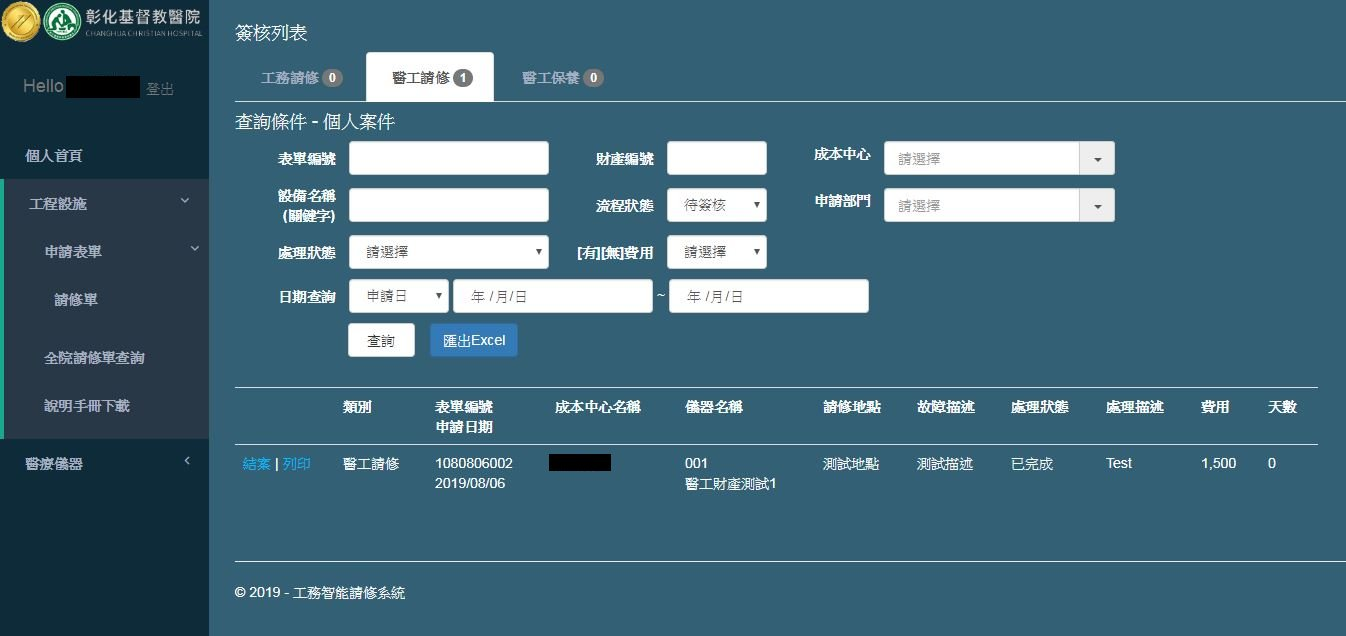 彰化基督教醫院
CHANGHUA CHRISTIAN HOSPITAL
Hello 登出
個人首頁
工程設施
申請表單
請修單
全院請修單查詢
說明手冊下載
醫療儀器
簽核列表
工務請修 0 醫工請修 1 醫工保養 0
查詢條件 - 個人案件
表單編號 財產編號 成本中心 請選擇
設備名稱
(關鍵字) 流程狀態 待簽核 申請部門 請選擇
處理狀態 請選擇 [有][無]費用 請選擇
日期查詢 申請日 年 /月/日 ~ 年 /月/日
查詢 匯出Excel
類別 表單編號 成本中心名稱 儀器名稱 請修地點 故障描述 處理狀態 處理描述 費用 天數
申請日期
結案 | 列印 醫工請修 1080806002 001 測試地點 測試描述 已完成 Test 1,500 0
2019/08/06 醫工財產測試1
© 2019 - 工務智能請修系統